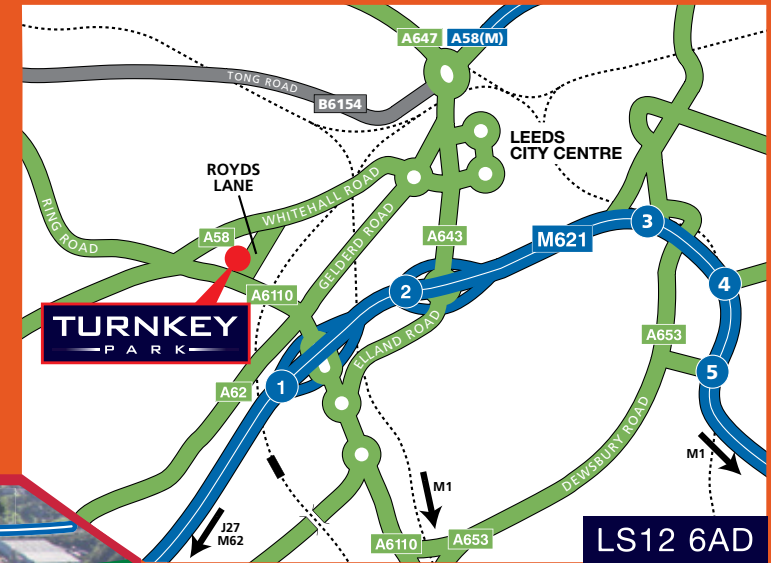 A647
A58(M)
TONG ROAD
B6154
LEEDS
CITY CENTRE
ROYDS
LANE
WHITEHALL ROAD
RING ROAD
A58
GELDERD ROAD
A643
M621
3
A6110
2
4
TURNKEY
PARK
ELLAND ROAD
A653
5
A62
1
DEWSBURY ROAD
M1
M1
J27
M62
A6110
A653
LS12 6AD